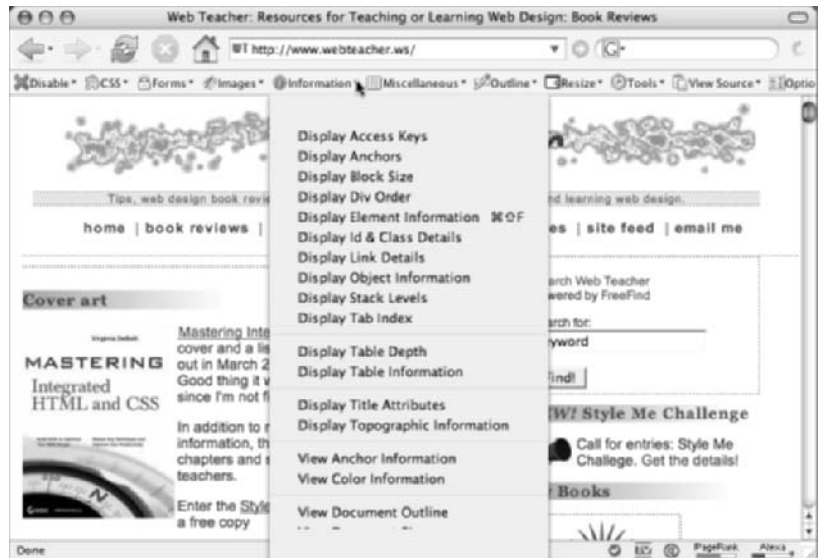 Web Teacher: Resources for Teaching or Learning Web Design: Book Reviews
http://www.webteacher.ws/
G
Disable CSS Forms Images Information Miscellaneous Outline Resize Tools View Source Optio
Display Access Keys
Display Anchors
Display Block Size
Display Div Order
Display Element Information ⌘⇧F
Display Id & Class Details
Display Link Details
Display Object Information
Display Stack Levels
Display Tab Index
Display Table Depth
Display Table Information
Display Title Attributes
Display Topographic Information
View Anchor Information
View Color Information
View Document Outline
Tips, web design book revie
nd learning web design.
home | book reviews |
es | site feed | email me
Cover art
Virginia DeBolt
MASTERING
Integrated
HTML and CSS
Mastering Inte
cover and a lis
out in March 2
Good thing it w
since I'm not fi
In addition to r
information, th
chapters and s
teachers.
Enter the Style
a free copy
arch Web Teacher
wered by FreeFind
arch for:
yword
Find!
EW! Style Me Challenge
Call for entries: Style Me
Challege. Get the details!
Books
Done
PageRank Alexa